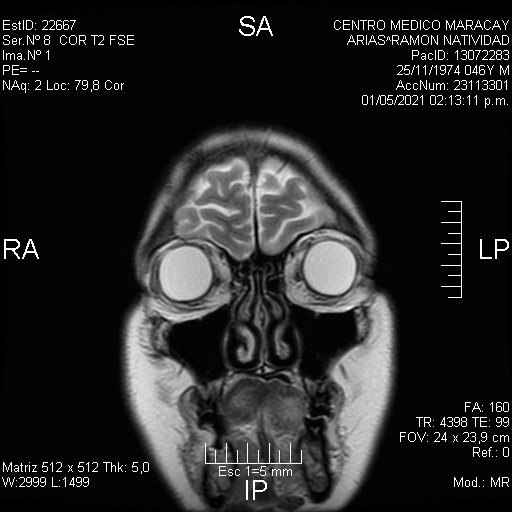 EstID: 22667
Ser.Nº 8 COR T2 FSE
Ima.N º 1
PE= --
NAq: 2 Loc: 79,8 Cor
SA
CENTRO MEDICO MARACAY
ARIAS^RAMON NATIVIDAD
PacID: 13072283
25/11/1974 046Y M
AccNum: 23113301
01/05/2021 02:13:11 p.m.
RA
LP
FA: 160
TR: 4398 TE: 99
FOV: 24 x 23,9 cm
Ref.: 0
Matriz 512 x 512 Thk: 5,0
W:2999 L:1499
Esc 1=5 mm
IP
Mod.: MR